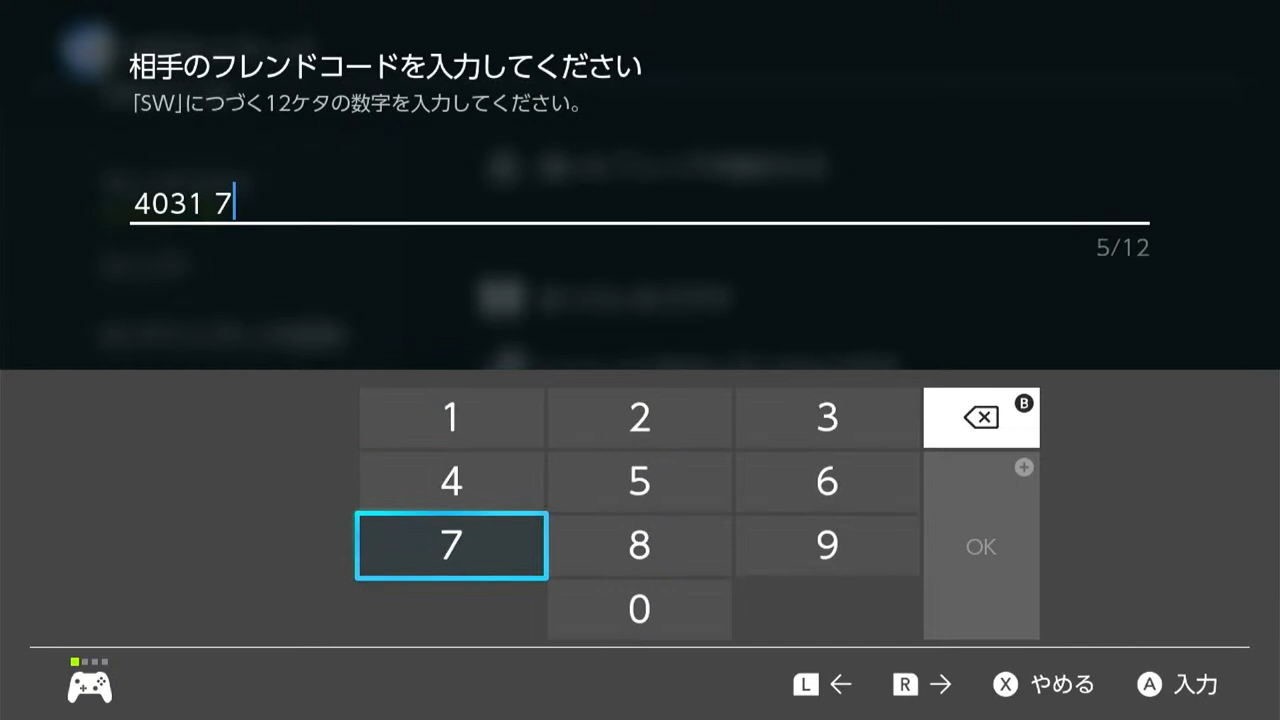 相手のフレンドコードを入力してください
「SW」につづく12ケタの数字を入力してください。
4031 7
5/12
1 2 3 B
4 5 6 +
7 8 9 OK
0
L ← R → X やめる A 入力